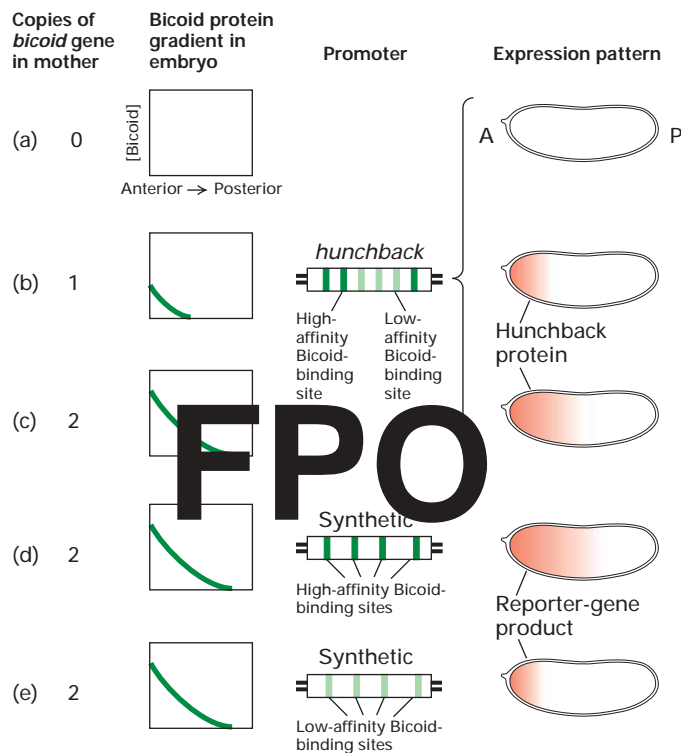 Copies of
bicoid gene
in mother
Bicoid protein
gradient in
embryo
Promoter
Expression pattern
(a) 0
[Bicoid]
Anterior → Posterior
A
P
(b) 1
hunchback
High-
affinity
Bicoid-
binding
site
Low-
affinity
Bicoid-
binding
site
Hunchback
protein
(c) 2
FPO
(d) 2
Synthetic
High-affinity Bicoid-
binding sites
Reporter-gene
product
(e) 2
Synthetic
Low-affinity Bicoid-
binding sites